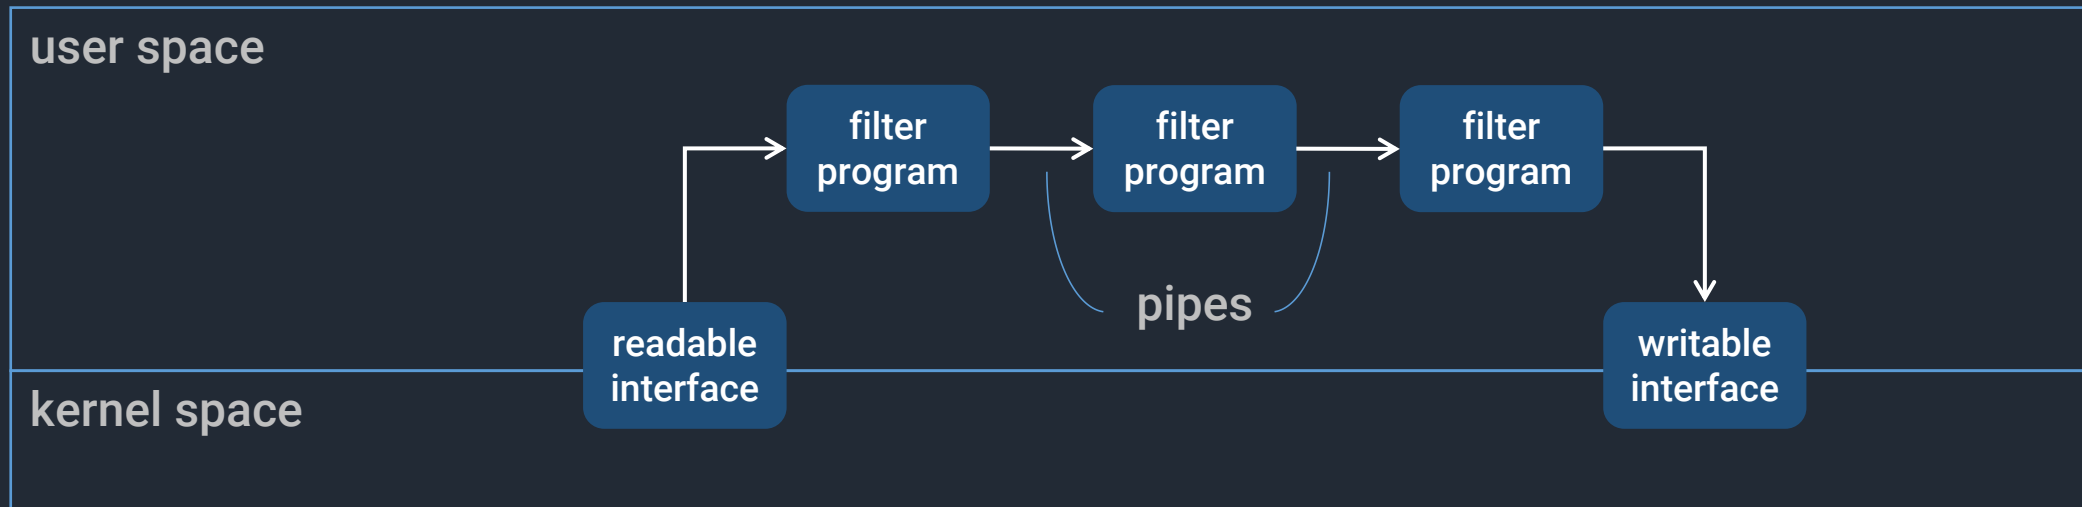 user space
filter
program
filter
program
filter
program
pipes
readable
interface
writable
interface
kernel space